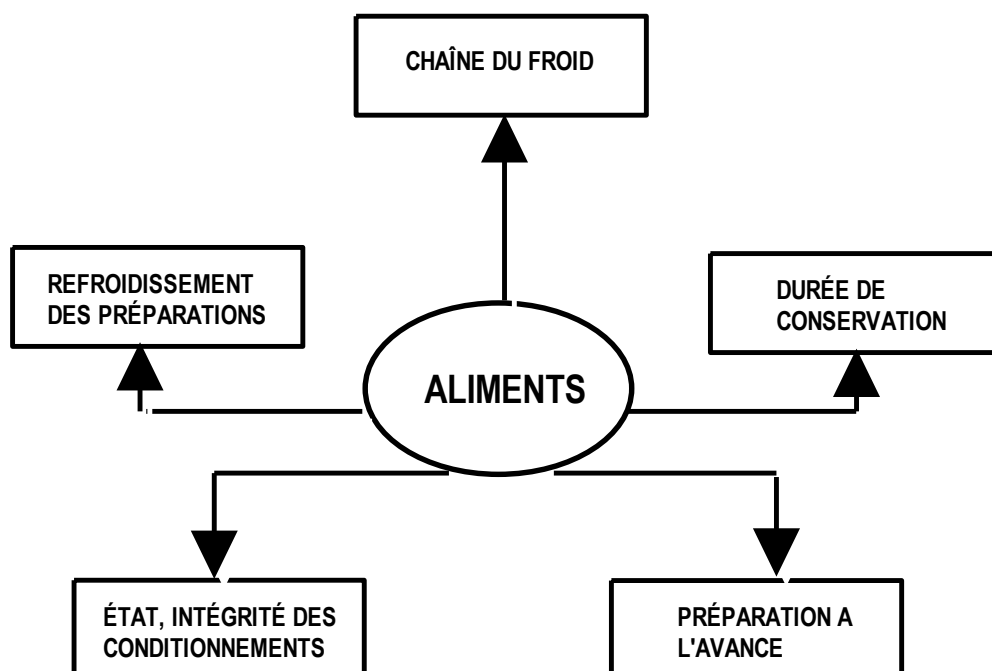 CHAÎNE DU FROID
REFROIDISSEMENT
DES PRÉPARATIONS
DURÉE DE
CONSERVATION
ALIMENTS
ÉTAT, INTÉGRITÉ DES
CONDITIONNEMENTS
PRÉPARATION A
L'AVANCE